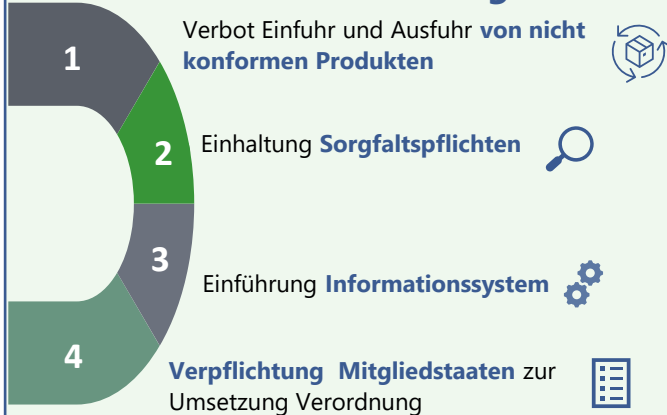 1
Verbot Einfuhr und Ausfuhr von nicht
konformen Produkten
2
Einhaltung Sorgfaltspflichten
3
Einführung Informationssystem
4
Verpflichtung Mitgliedstaaten zur
Umsetzung Verordnung